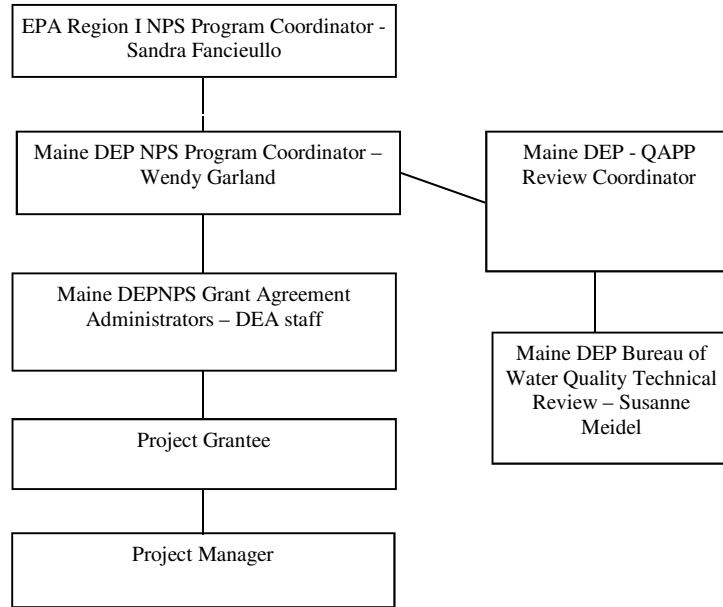 EPA Region I NPS Program Coordinator -
Sandra Fancieullo
Maine DEP NPS Program Coordinator –
Wendy Garland
Maine DEP - QAPP
Review Coordinator
Maine DEPNPS Grant Agreement
Administrators – DEA staff
Maine DEP Bureau of
Water Quality Technical
Review – Susanne
Meidel
Project Grantee
Project Manager